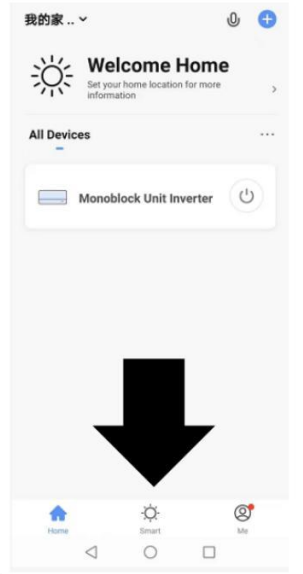 我的家 ..
Welcome Home
Set your home location for more
information
All Devices
Monoblock Unit Inverter
Home
Smart
Me